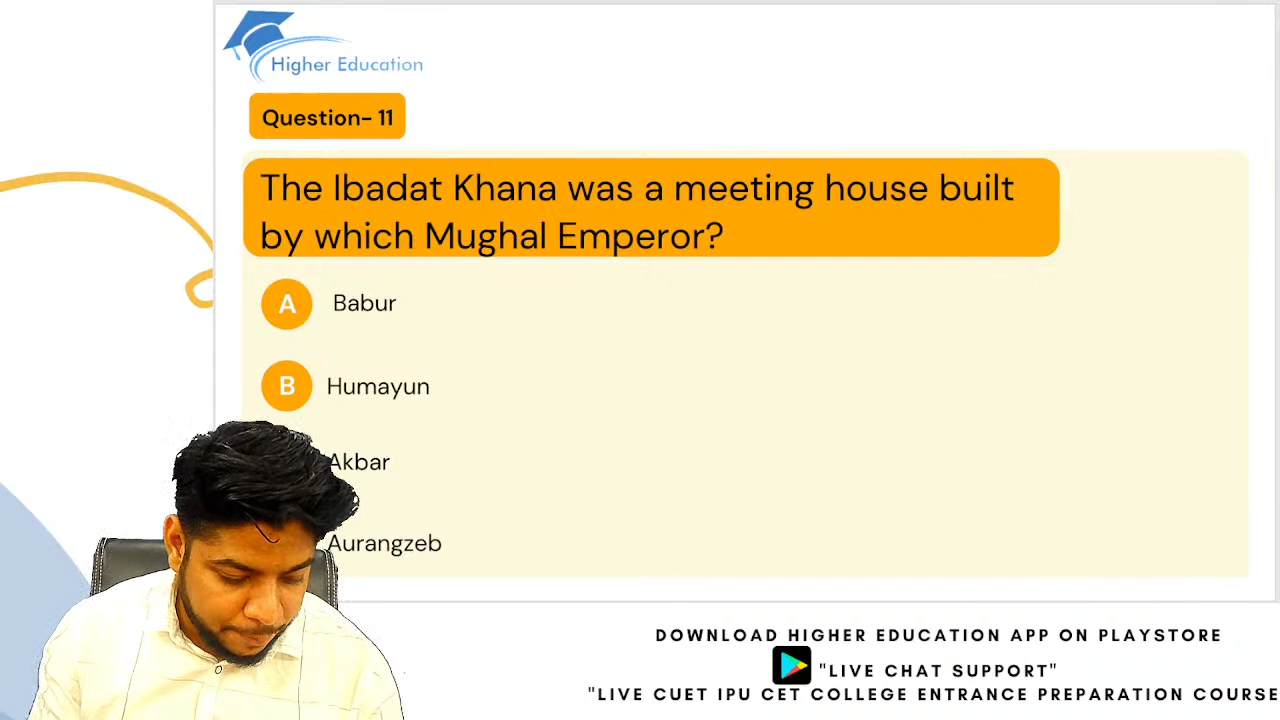 Higher Education
Question- 11
The Ibadat Khana was a meeting house built
by which Mughal Emperor?
A Babur
B Humayun
Akbar
Aurangzeb
DOWNLOAD HIGHER EDUCATION APP ON PLAYSTORE
"LIVE CHAT SUPPORT"
"LIVE CUET IPU CET COLLEGE ENTRANCE PREPARATION COURSE